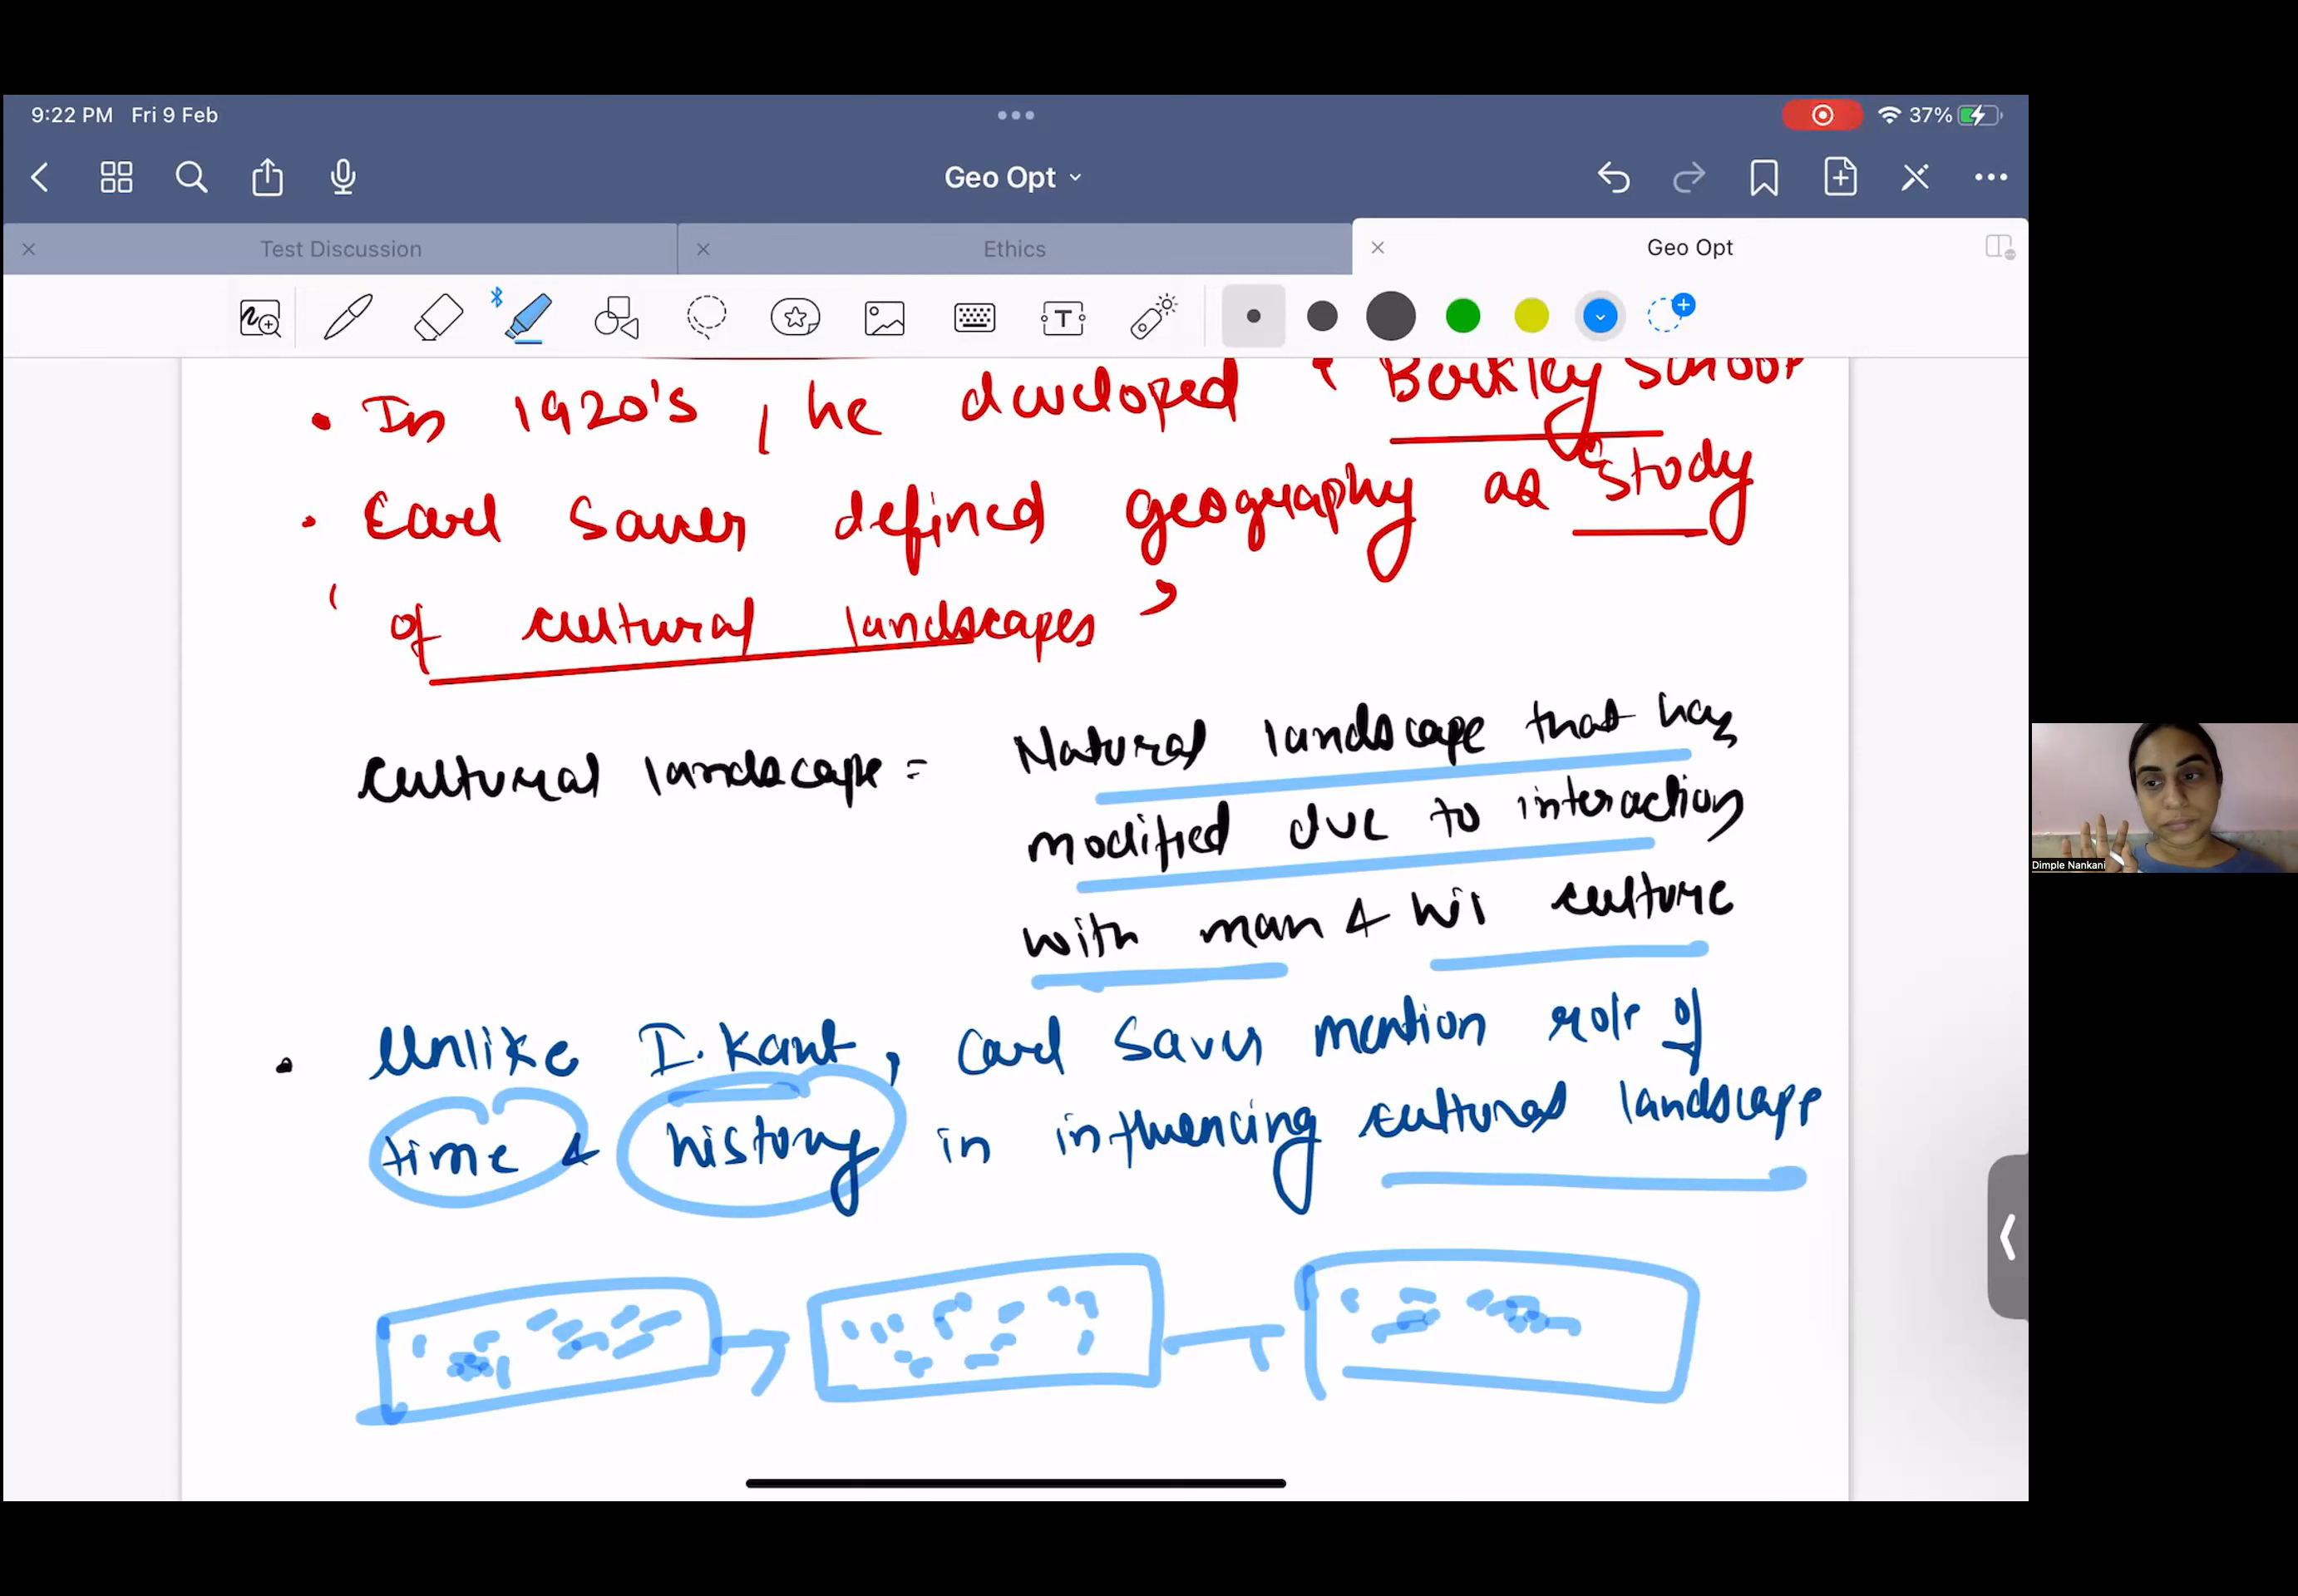 9:22 PM Fri 9 Feb
37%
Geo Opt
Test Discussion
Ethics
Geo Opt
• In 1920's, he developed ' Berkley School
• Carl Sauer defined geography as 'study
' of cultural landscapes '
Cultural landscape = Natural landscape that has
modified due to interaction
with man & his culture
Dimple Nankani
• Unlike I. Kant, Carl Saver mention role of
time & history in influencing cultural landscape